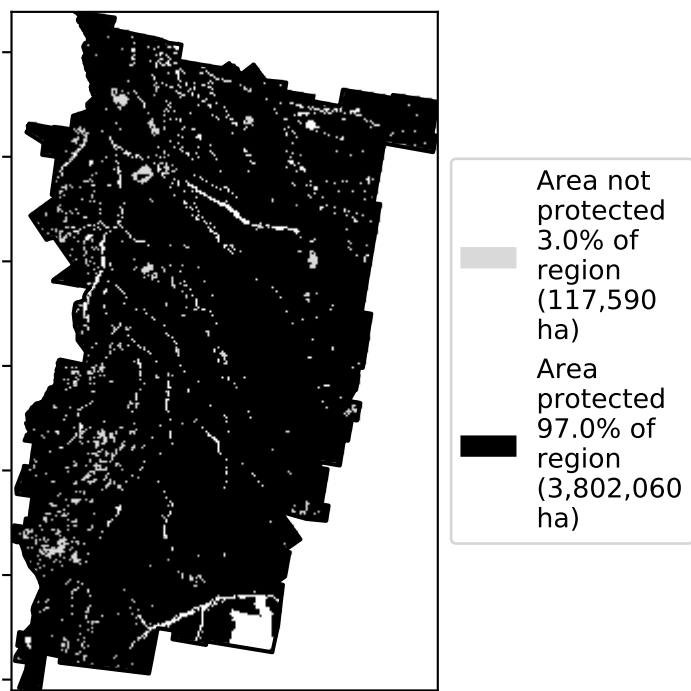 Area not
protected
3.0% of
region
(117,590
ha)
Area
protected
97.0% of
region
(3,802,060
ha)